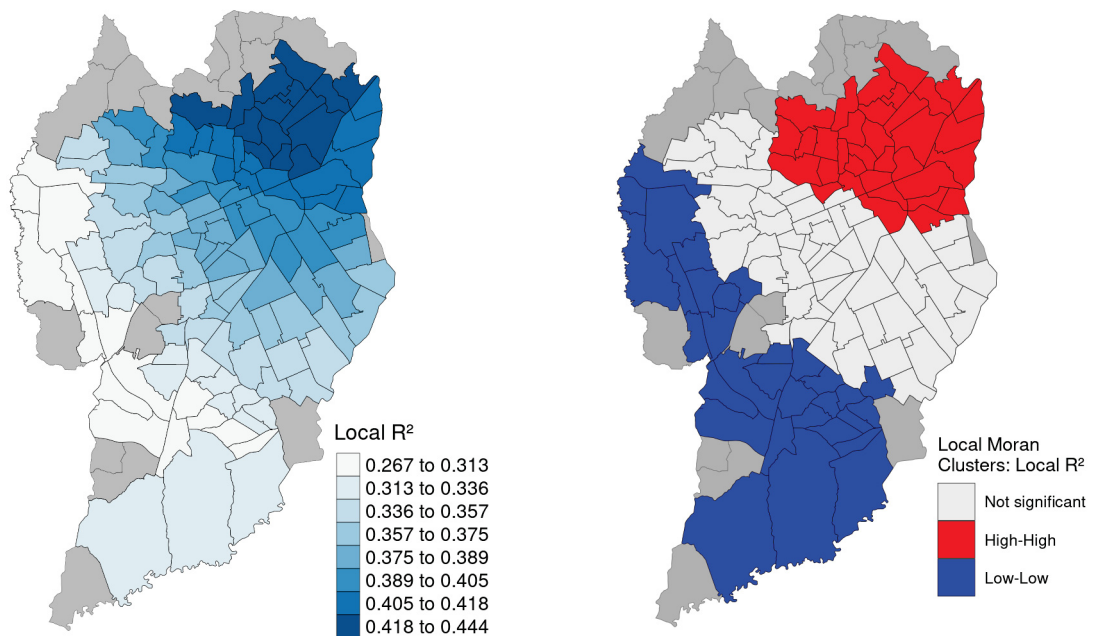 Local R²
0.267 to 0.313
0.313 to 0.336
0.336 to 0.357
0.357 to 0.375
0.375 to 0.389
0.389 to 0.405
0.405 to 0.418
0.418 to 0.444
Local Moran
Clusters: Local R²
Not significant
High-High
Low-Low